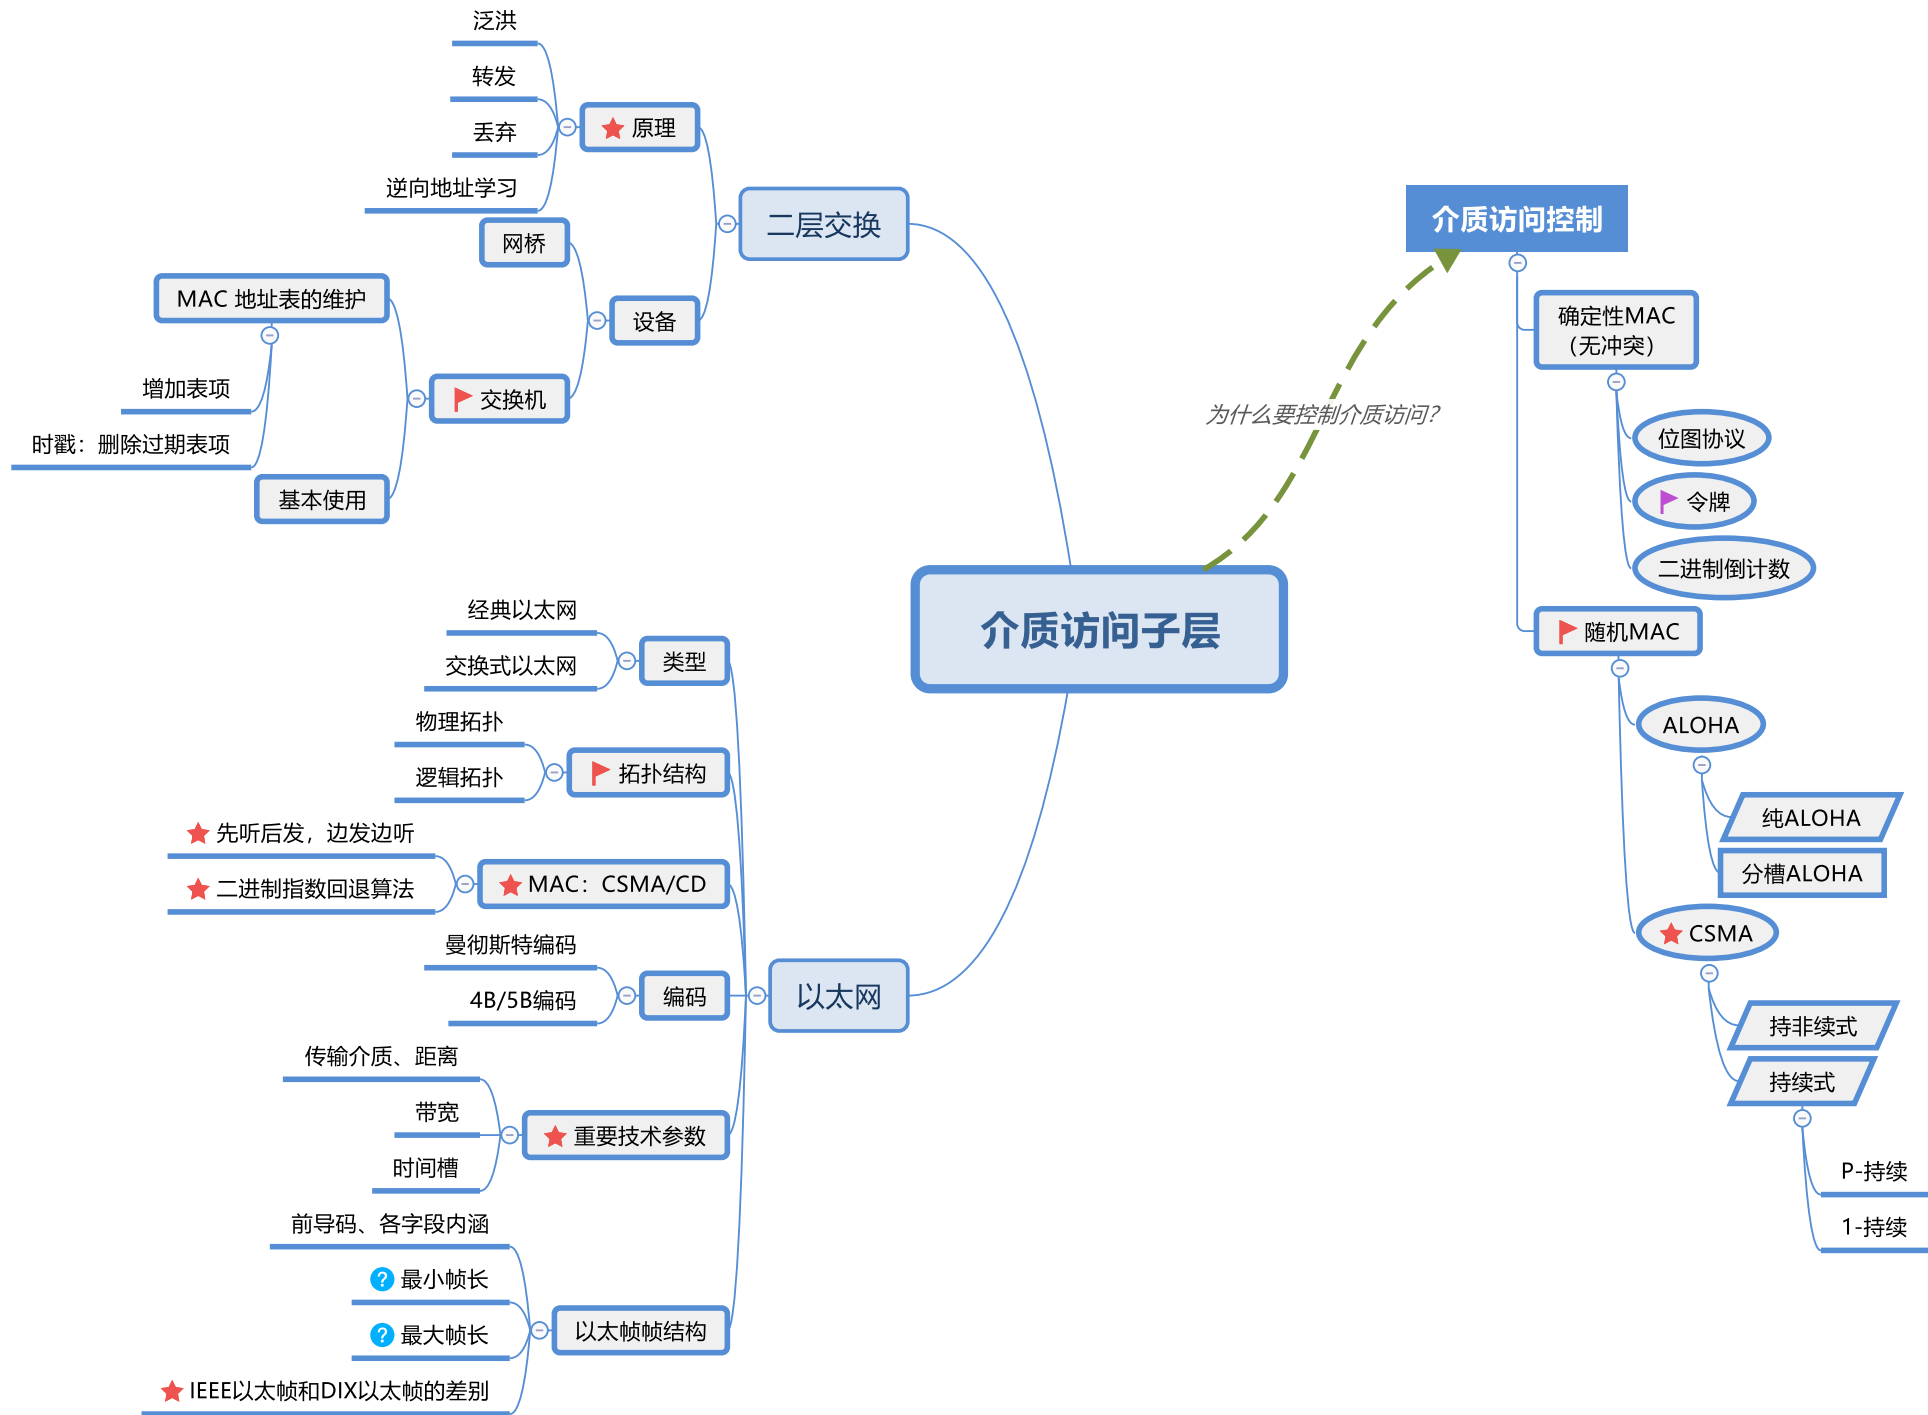 泛洪
转发
丢弃
逆向地址学习
原理
网桥
设备
MAC 地址表的维护
增加表项
时戳：删除过期表项
交换机
基本使用
二层交换
介质访问子层
为什么要控制介质访问？
介质访问控制
确定性MAC
（无冲突）
位图协议
令牌
二进制倒计数
随机MAC
ALOHA
纯ALOHA
分槽ALOHA
CSMA
持非续式
持续式
P-持续
1-持续
以太网
经典以太网
交换式以太网
类型
物理拓扑
逻辑拓扑
拓扑结构
先听后发，边发边听
二进制指数回退算法
MAC：CSMA/CD
曼彻斯特编码
4B/5B编码
编码
传输介质、距离
带宽
时间槽
重要技术参数
前导码、各字段内涵
最小帧长
最大帧长
IEEE以太帧和DIX以太帧的差别
以太帧帧结构